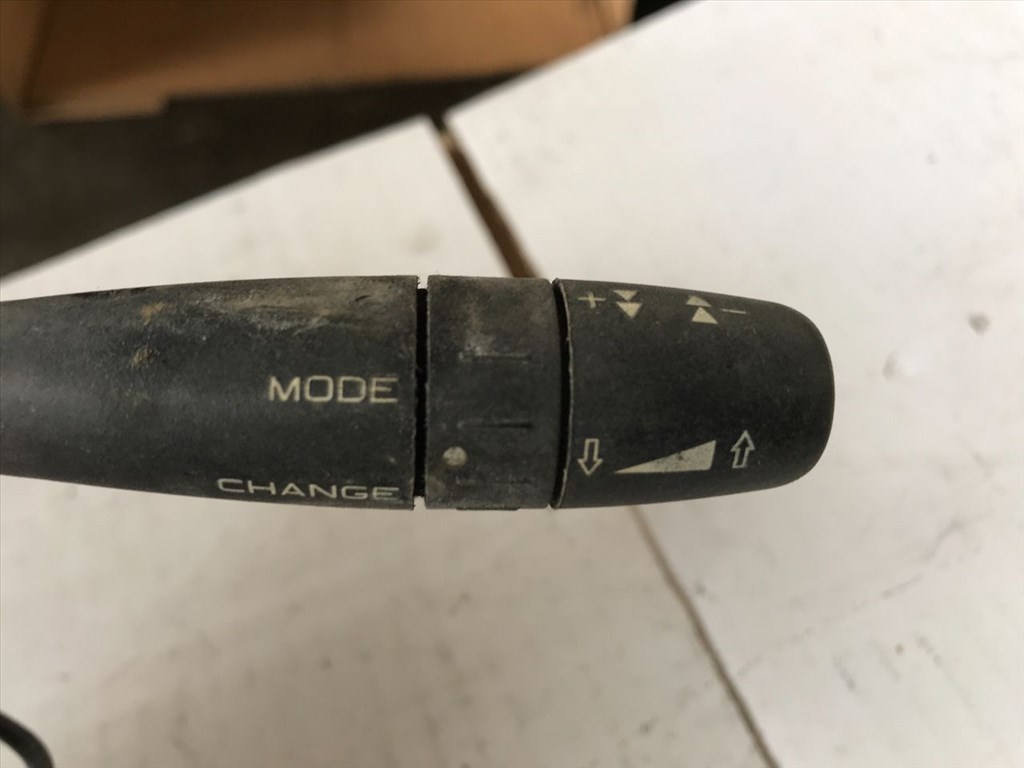 + -
MODE
CHANGE